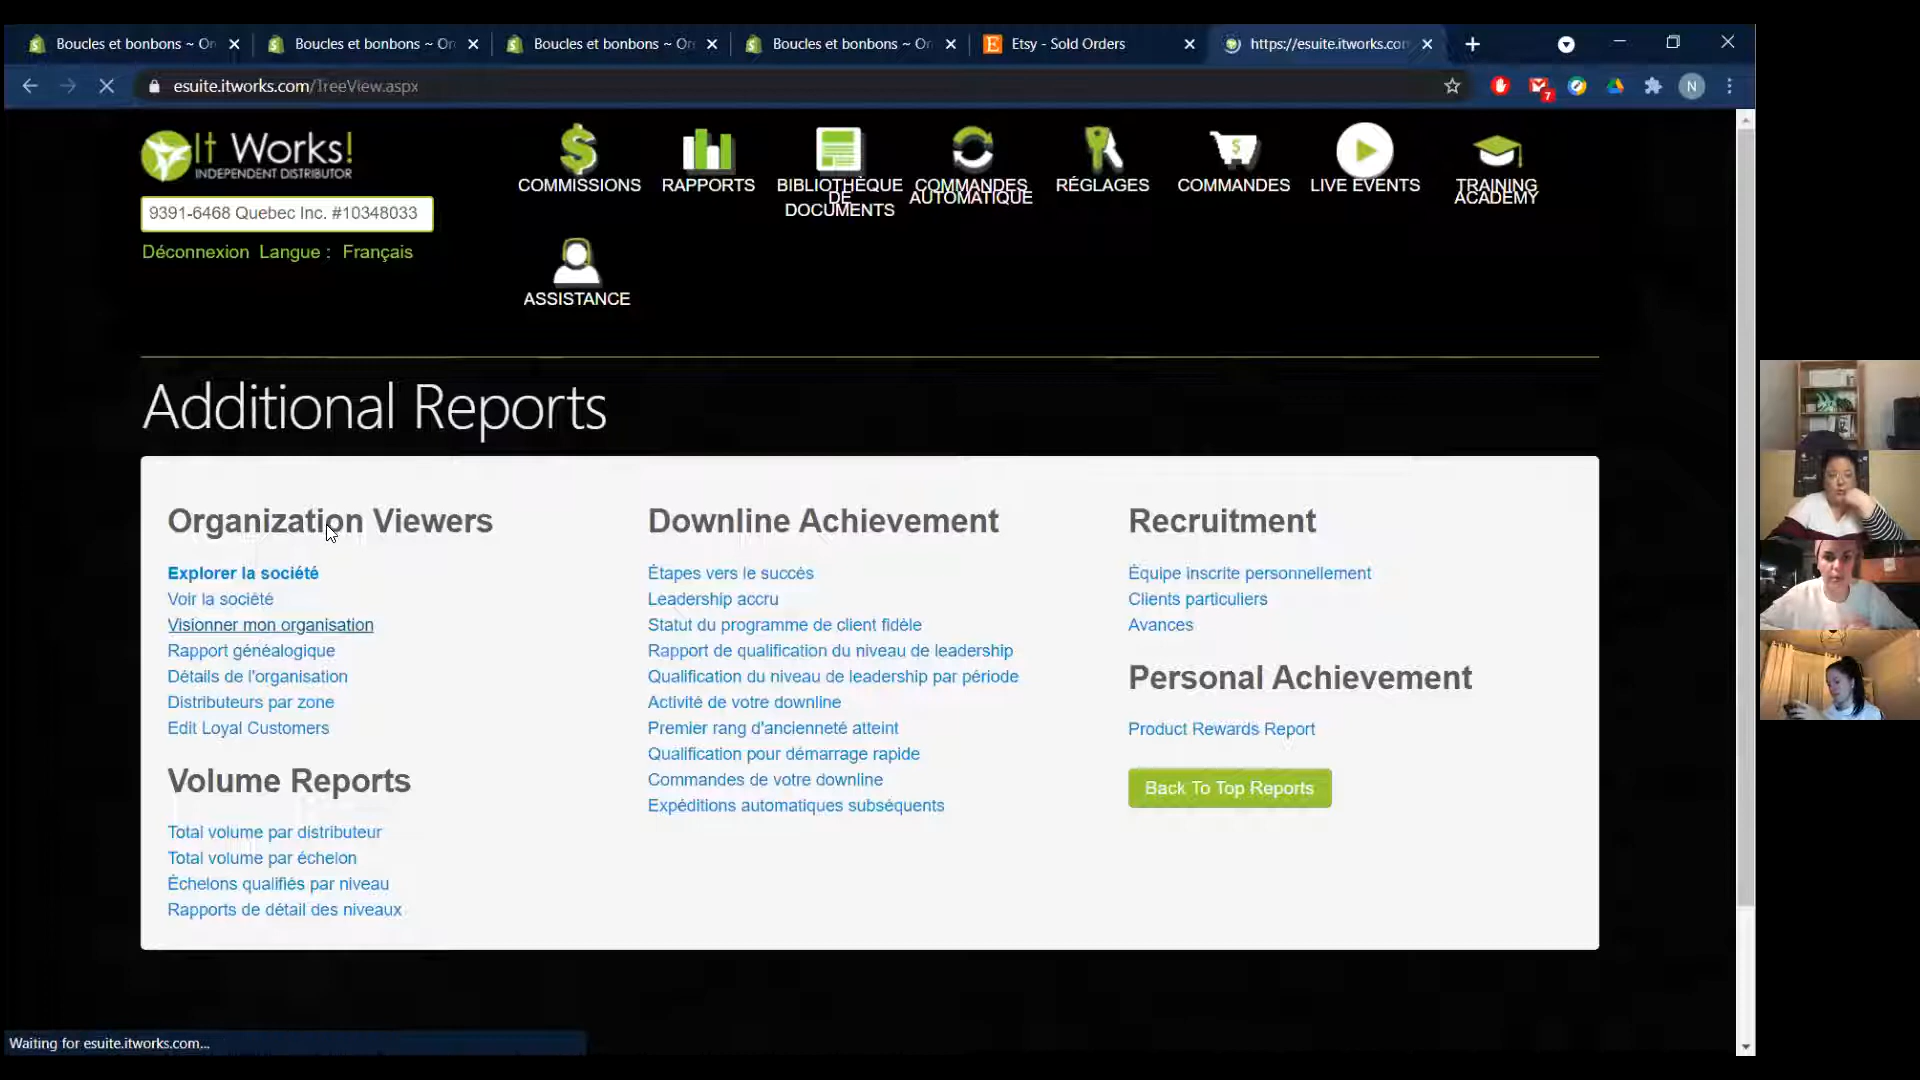 Boucles et bonbons ~ Or
Boucles et bonbons ~ Or
Boucles et bonbons ~ Or
Boucles et bonbons ~ Or
Etsy - Sold Orders
https://esuite.itworks.con
esuite.itworks.com/TreeView.aspx
7
N
It Works!
INDEPENDENT DISTRIBUTOR
COMMISSIONS
RAPPORTS
BIBLIOTHÈQUE
DE
DOCUMENTS
COMMANDES
AUTOMATIQUE
RÉGLAGES
COMMANDES
LIVE EVENTS
TRAINING
ACADEMY
9391-6468 Quebec Inc. #10348033
Déconnexion Langue : Français
ASSISTANCE
Additional Reports
Organization Viewers
Explorer la société
Voir la société
Visionner mon organisation
Rapport généalogique
Détails de l'organisation
Distributeurs par zone
Edit Loyal Customers
Volume Reports
Total volume par distributeur
Total volume par échelon
Échelons qualifiés par niveau
Rapports de détail des niveaux
Downline Achievement
Étapes vers le succès
Leadership accru
Statut du programme de client fidèle
Rapport de qualification du niveau de leadership
Qualification du niveau de leadership par période
Activité de votre downline
Premier rang d'ancienneté atteint
Qualification pour démarrage rapide
Commandes de votre downline
Expéditions automatiques subséquents
Recruitment
Équipe inscrite personnellement
Clients particuliers
Avances
Personal Achievement
Product Rewards Report
Back To Top Reports
Waiting for esuite.itworks.com...